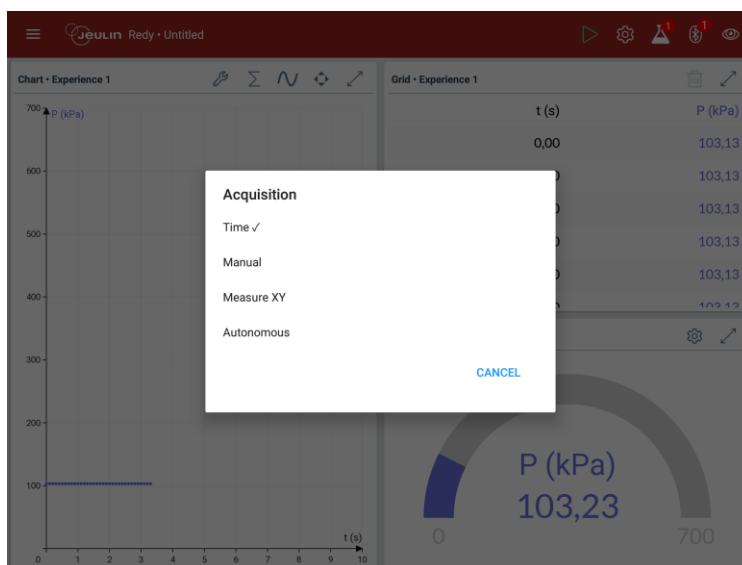 Jeulin Redy • Untitled
1
1
Chart • Experience 1
Grid • Experience 1
700
P (kPa)
600
500
400
300
200
100
0 1 2 3 4 5 6 7 8 9 10
t (s)
t (s) P (kPa)
0,00 103,13
103,13
103,13
103,13
103,13
Acquisition
Time ✓
Manual
Measure XY
Autonomous
CANCEL
P (kPa)
103,23
0 700